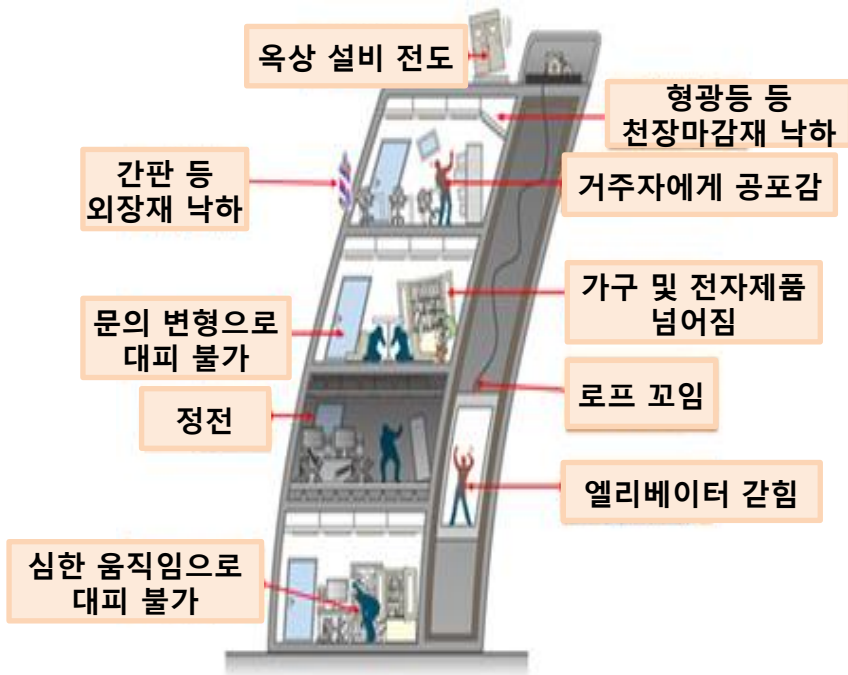 옥상 설비 전도
형광등 등
천장마감재 낙하
간판 등
외장재 낙하
거주자에게 공포감
가구 및 전자제품
넘어짐
문의 변형으로
대피 불가
로프 꼬임
정전
엘리베이터 갇힘
심한 움직임으로
대피 불가